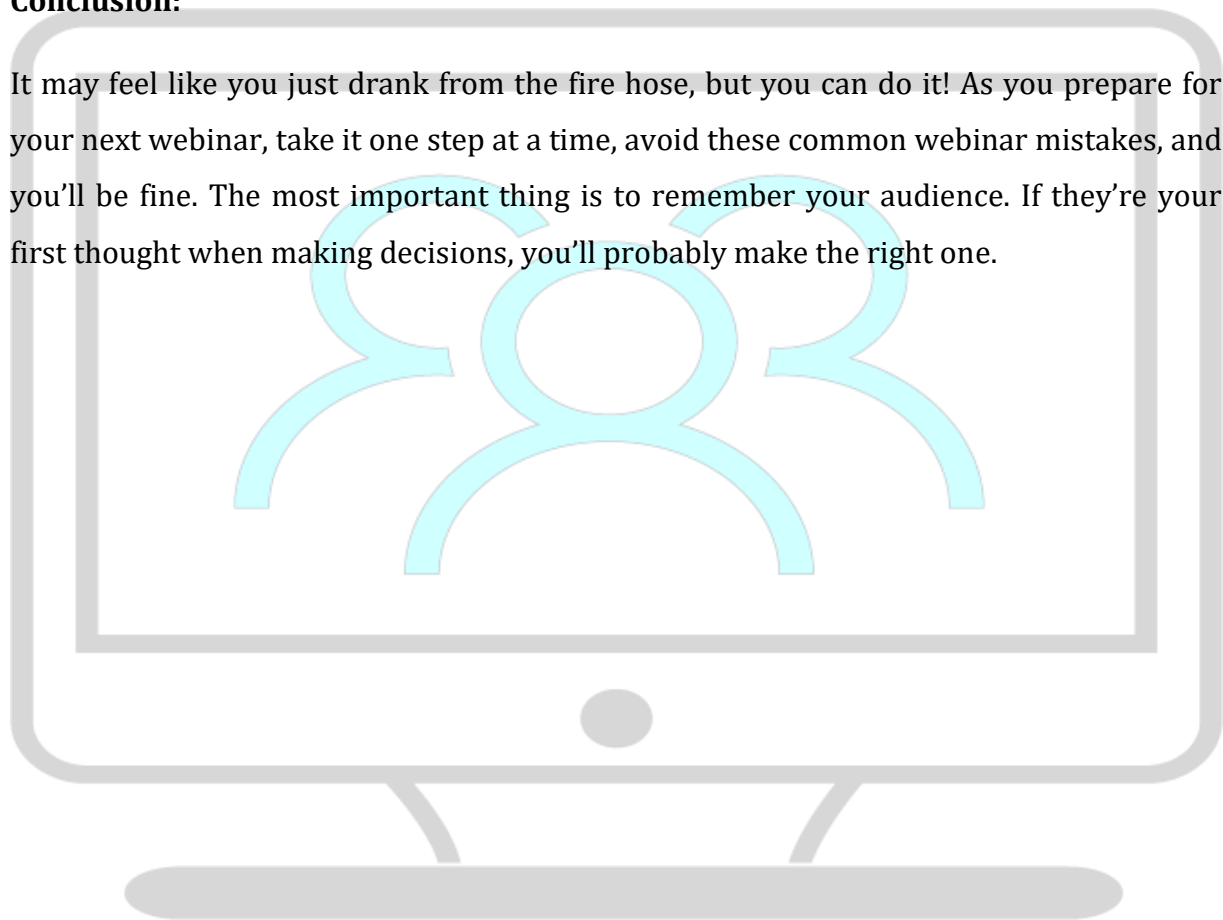 Conclusion:
It may feel like you just drank from the fire hose, but you can do it! As you prepare for
your next webinar, take it one step at a time, avoid these common webinar mistakes, and
you’ll be fine. The most important thing is to remember your audience. If they’re your
first thought when making decisions, you’ll probably make the right one.